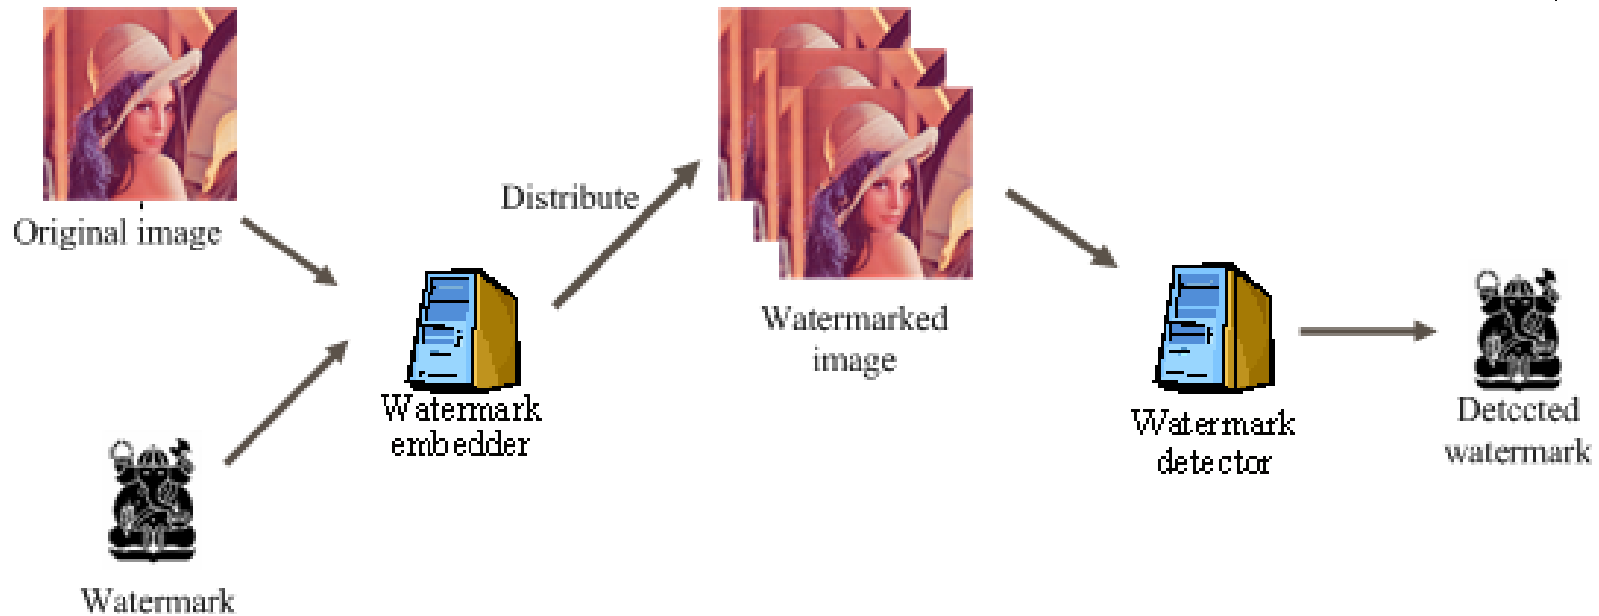 Original image
Distribute
Watermarked
image
Watermark
embedder
Watermark
detector
Detected
watermark
Watermark